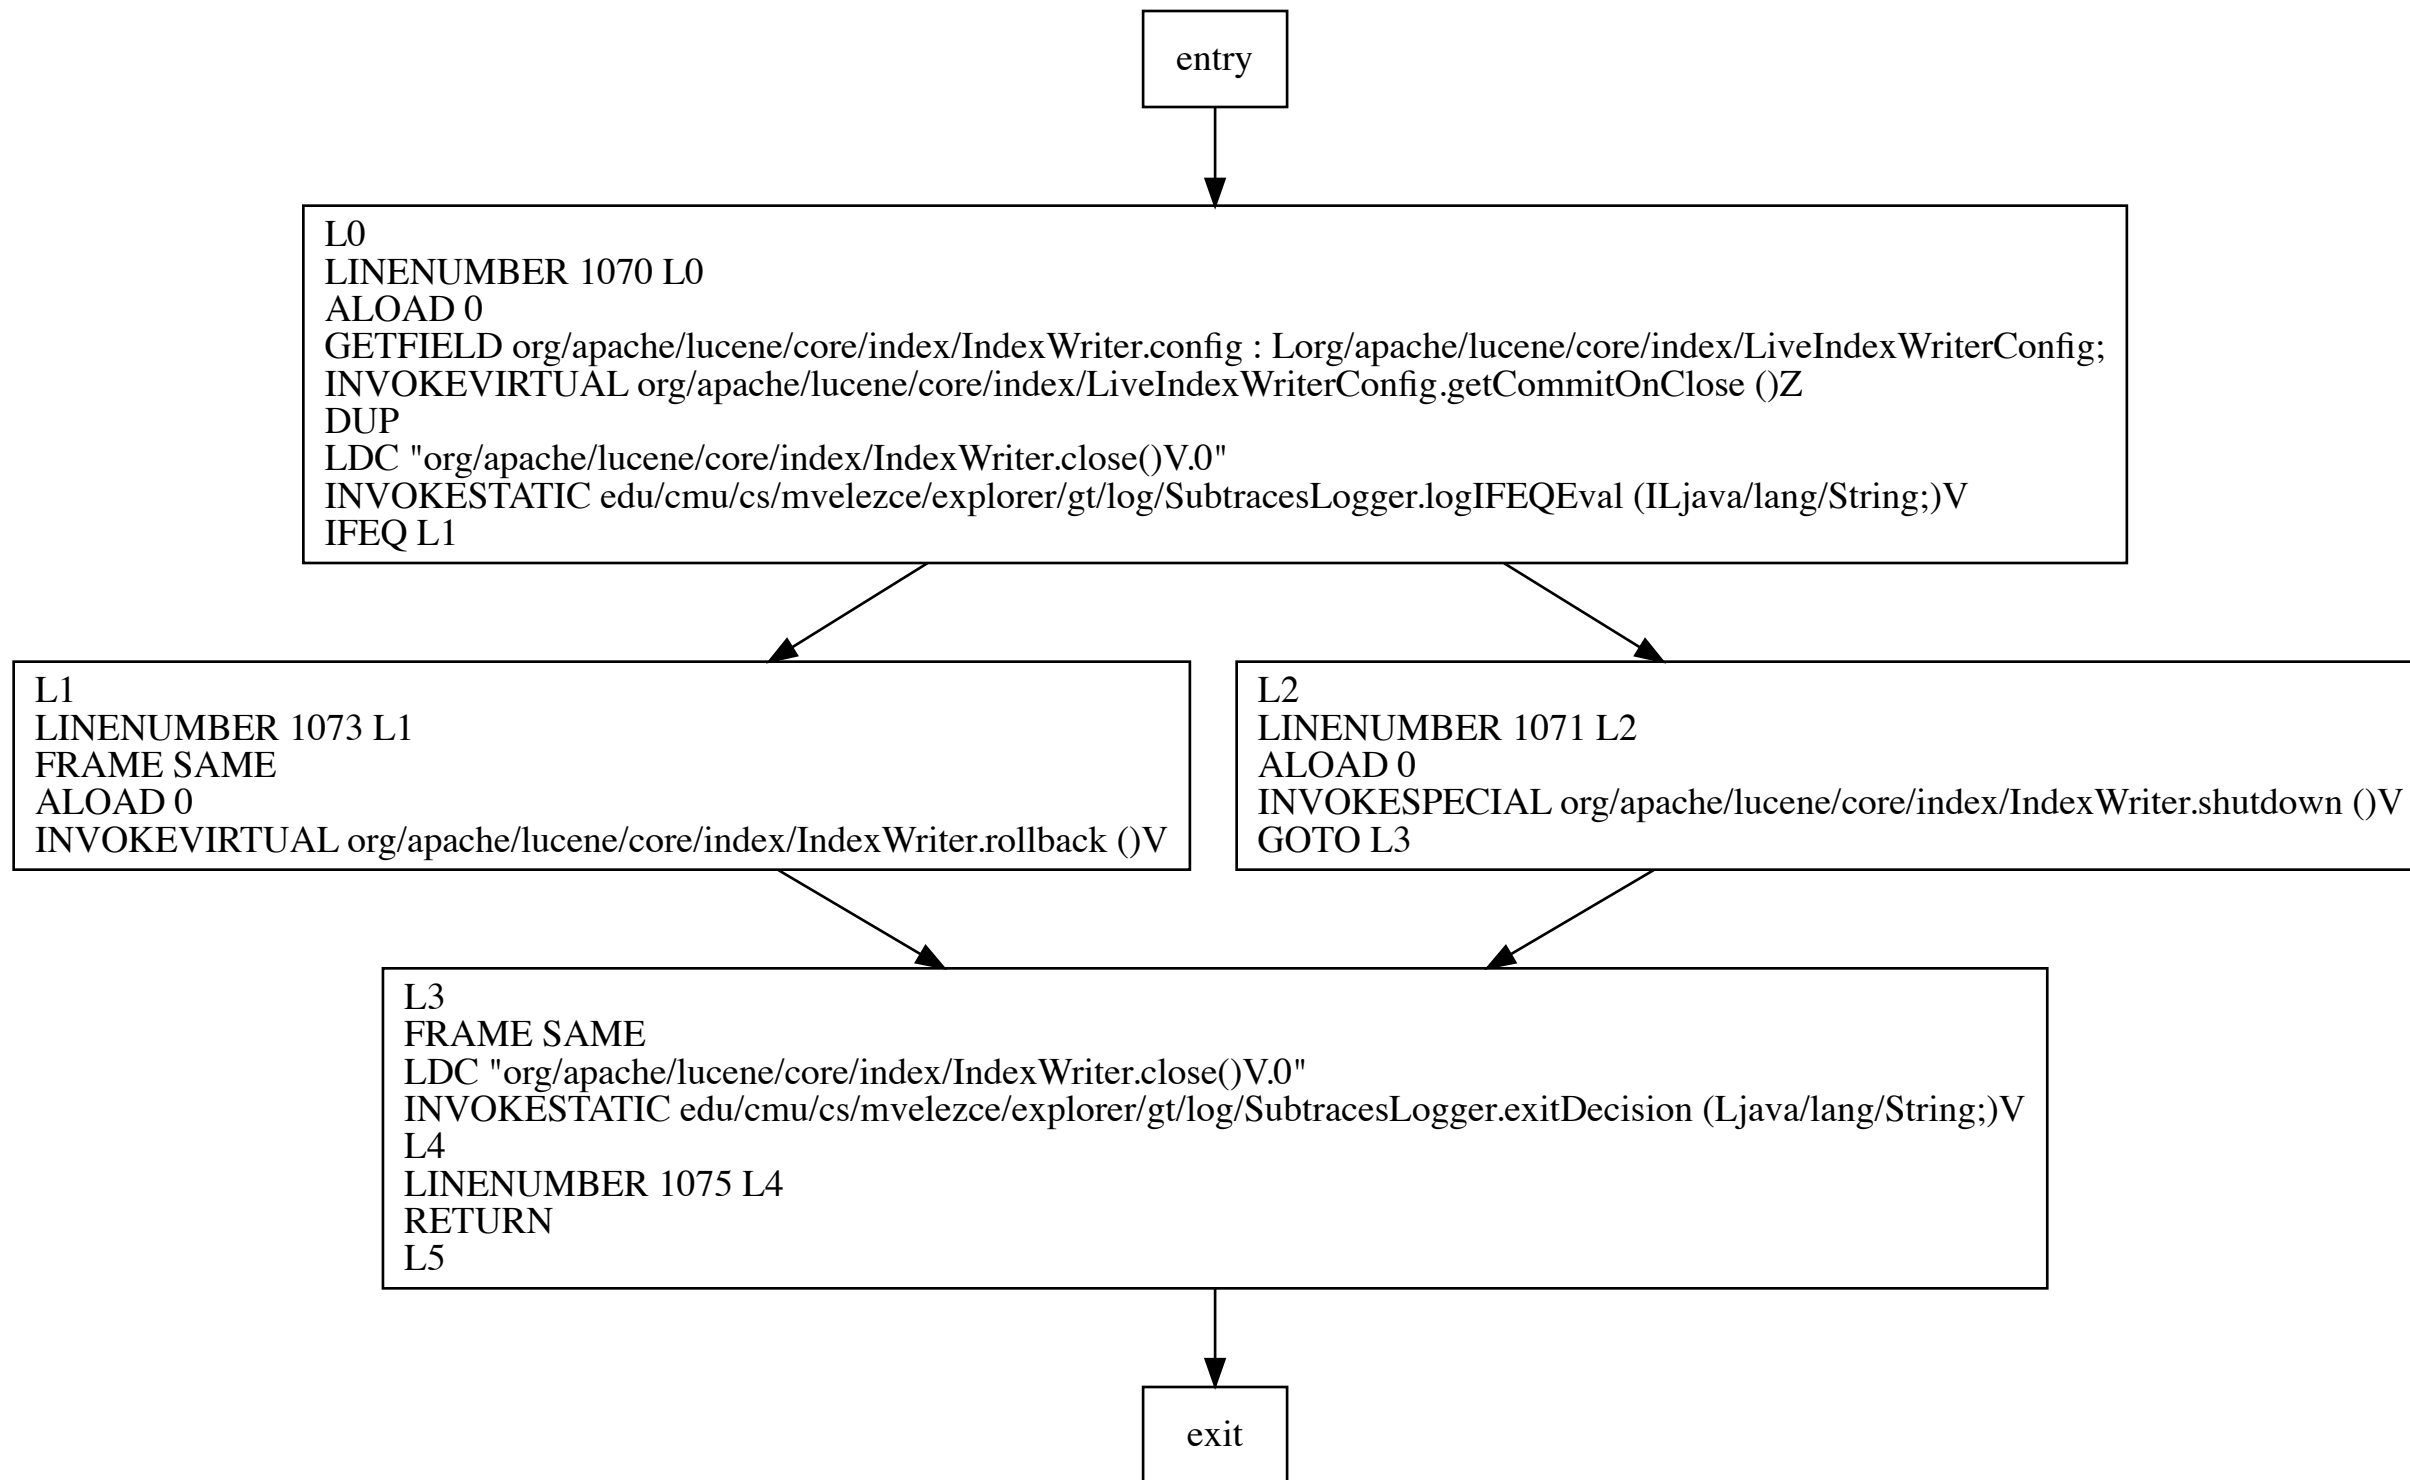 entry
L0
LINENUMBER 1070 L0
ALOAD 0
GETFIELD org/apache/lucene/core/index/IndexWriter.config : Lorg/apache/lucene/core/index/LiveIndexWriterConfig;
INVOKEVIRTUAL org/apache/lucene/core/index/LiveIndexWriterConfig.getCommitOnClose ()Z
DUP
LDC "org/apache/lucene/core/index/IndexWriter.close()V.0"
INVOKESTATIC edu/cmu/cs/mvelezce/explorer/gt/log/SubtracesLogger.logIFEQEval (ILjava/lang/String;)V
IFEQ L1
L1
LINENUMBER 1073 L1
FRAME SAME
ALOAD 0
INVOKEVIRTUAL org/apache/lucene/core/index/IndexWriter.rollback ()V
L2
LINENUMBER 1071 L2
ALOAD 0
INVOKESPECIAL org/apache/lucene/core/index/IndexWriter.shutdown ()V
GOTO L3
L3
FRAME SAME
LDC "org/apache/lucene/core/index/IndexWriter.close()V.0"
INVOKESTATIC edu/cmu/cs/mvelezce/explorer/gt/log/SubtracesLogger.exitDecision (Ljava/lang/String;)V
L4
LINENUMBER 1075 L4
RETURN
L5
exit